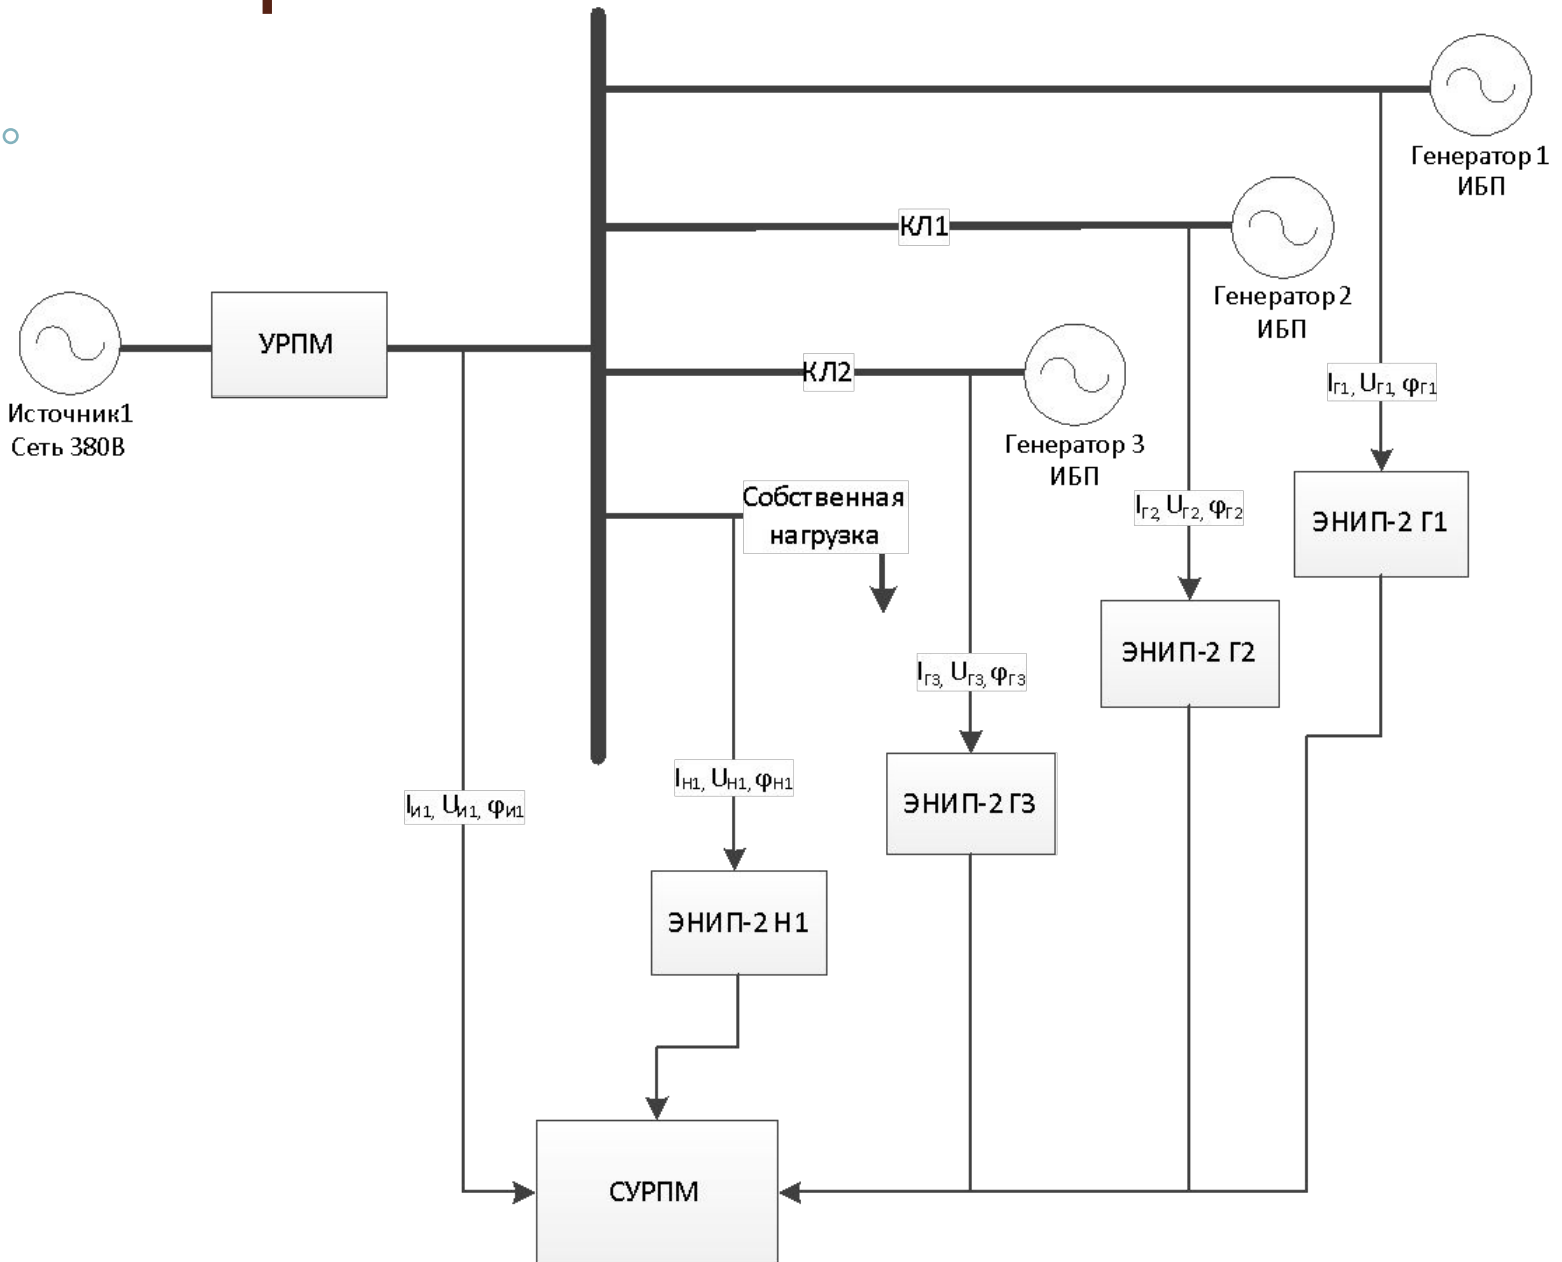 Генератор 1
ИБП
КЛ1
Генератор 2
ИБП
УРПМ
Источник1
Сеть 380В
КЛ2
Генератор 3
ИБП
Iг1, Uг1, φг1
Собственная
нагрузка
Iг2, Uг2, φг2
ЭНИП-2 Г1
ЭНИП-2 Г2
Iг3, Uг3, φг3
Iн1, Uн1, φн1
Iи1, Uи1, φи1
ЭНИП-2 Г3
ЭНИП-2 Н1
СУРПМ